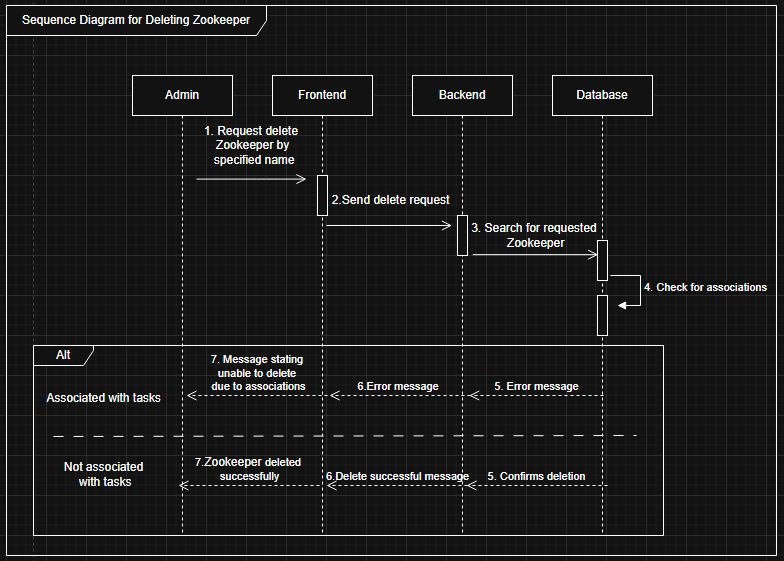 Sequence Diagram for Deleting Zookeeper
Admin
Frontend
Backend
Database
1. Request delete
Zookeeper by
specified name
2.Send delete request
3. Search for requested
Zookeeper
4. Check for associations
Alt
7. Message stating
unable to delete
due to associations
6.Error message
5. Error message
Associated with tasks
Not associated
with tasks
7.Zookeeper deleted
successfully
6.Delete successful message
5. Confirms deletion